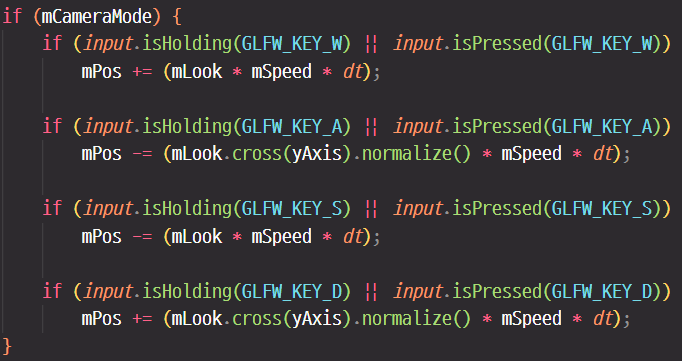 if (mCameraMode) {
    if (input.isHolding(GLFW_KEY_W) || input.isPressed(GLFW_KEY_W))
        mPos += (mLook * mSpeed * dt);

    if (input.isHolding(GLFW_KEY_A) || input.isPressed(GLFW_KEY_A))
        mPos -= (mLook.cross(yAxis).normalize() * mSpeed * dt);

    if (input.isHolding(GLFW_KEY_S) || input.isPressed(GLFW_KEY_S))
        mPos -= (mLook * mSpeed * dt);

    if (input.isHolding(GLFW_KEY_D) || input.isPressed(GLFW_KEY_D))
        mPos += (mLook.cross(yAxis).normalize() * mSpeed * dt);
}